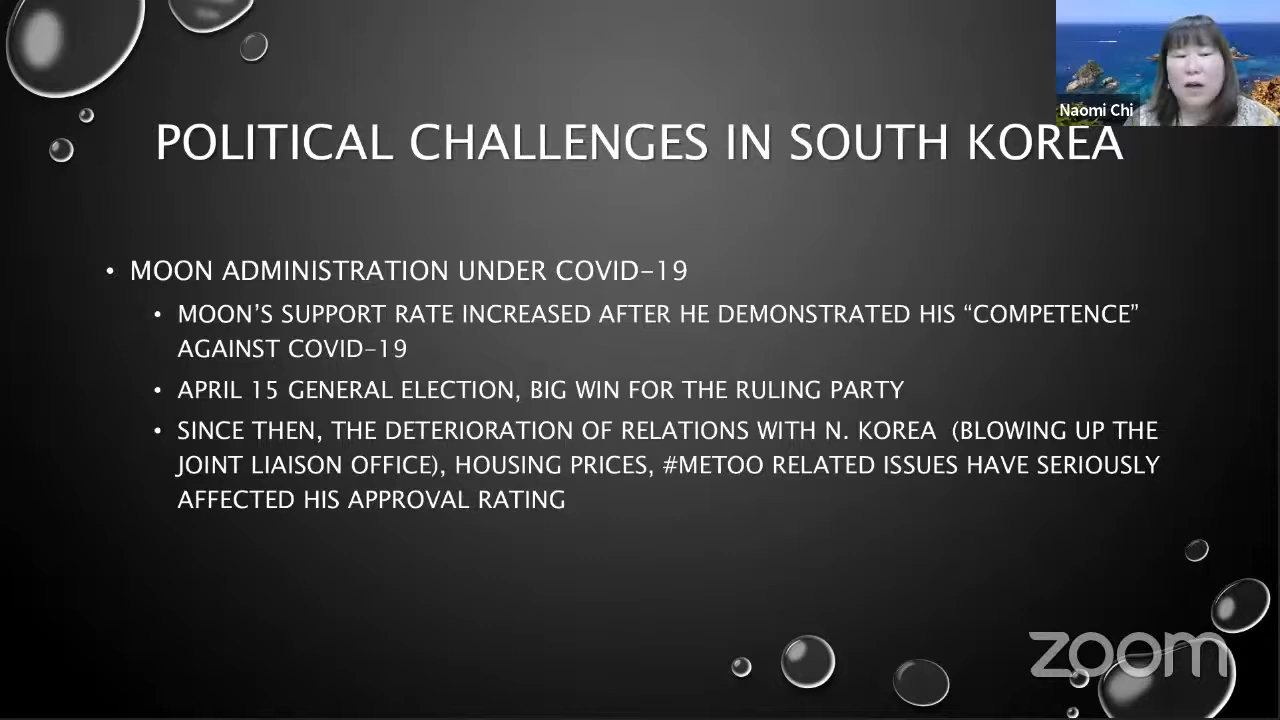 Naomi Chi
POLITICAL CHALLENGES IN SOUTH KOREA
• MOON ADMINISTRATION UNDER COVID-19
• MOON'S SUPPORT RATE INCREASED AFTER HE DEMONSTRATED HIS “COMPETENCE”
AGAINST COVID-19
• APRIL 15 GENERAL ELECTION, BIG WIN FOR THE RULING PARTY
• SINCE THEN, THE DETERIORATION OF RELATIONS WITH N. KOREA (BLOWING UP THE
JOINT LIAISON OFFICE), HOUSING PRICES, #METOO RELATED ISSUES HAVE SERIOUSLY
AFFECTED HIS APPROVAL RATING
zoom